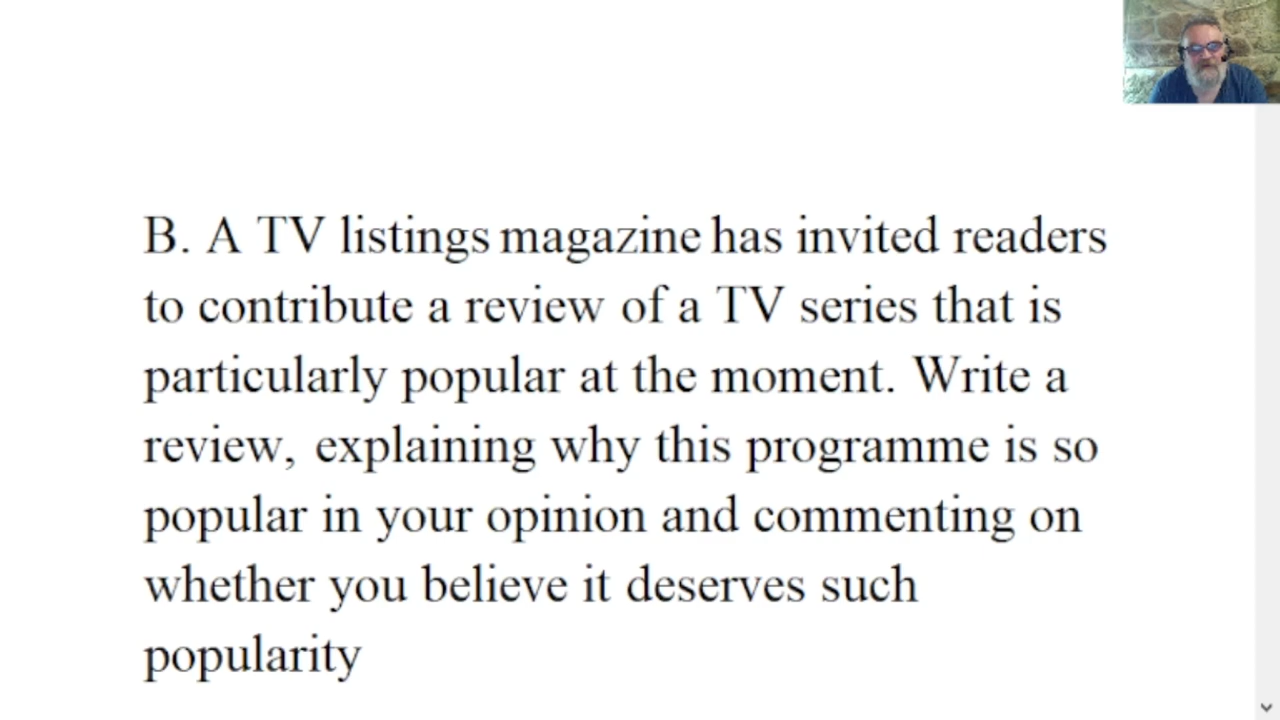 B. A TV listings magazine has invited readers
to contribute a review of a TV series that is
particularly popular at the moment. Write a
review, explaining why this programme is so
popular in your opinion and commenting on
whether you believe it deserves such
popularity